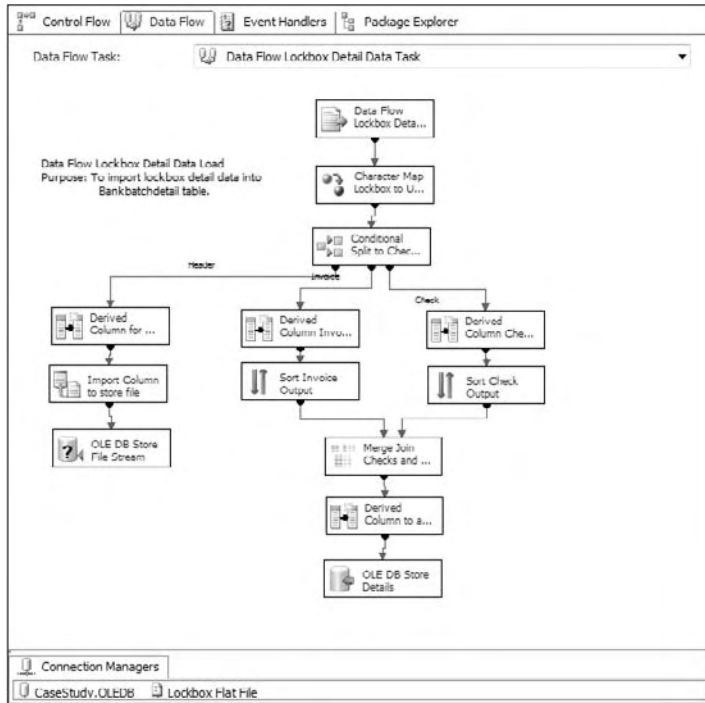 Control Flow
Data Flow
Event Handlers
Package Explorer
Data Flow Task:
Data Flow Lockbox Detail Data Task
Data Flow
Lockbox Deta...
Data Flow Lockbox Detail Data Load
Purpose: To import lockbox detail data into
Bankbatchdetail table.
Character Map
Lockbox to U...
Conditional
Split to Chec...
Header
Invoice
Check
Derived
Column for ...
Derived
Column Invo...
Derived
Column Che...
Import Column
to store file
Sort Invoice
Output
Sort Check
Output
OLE DB Store
File Stream
Merge Join
Checks and ...
Derived
Column to a...
OLE DB Store
Details
Connection Managers
CaseStudy.OLEDB
Lockbox Flat File